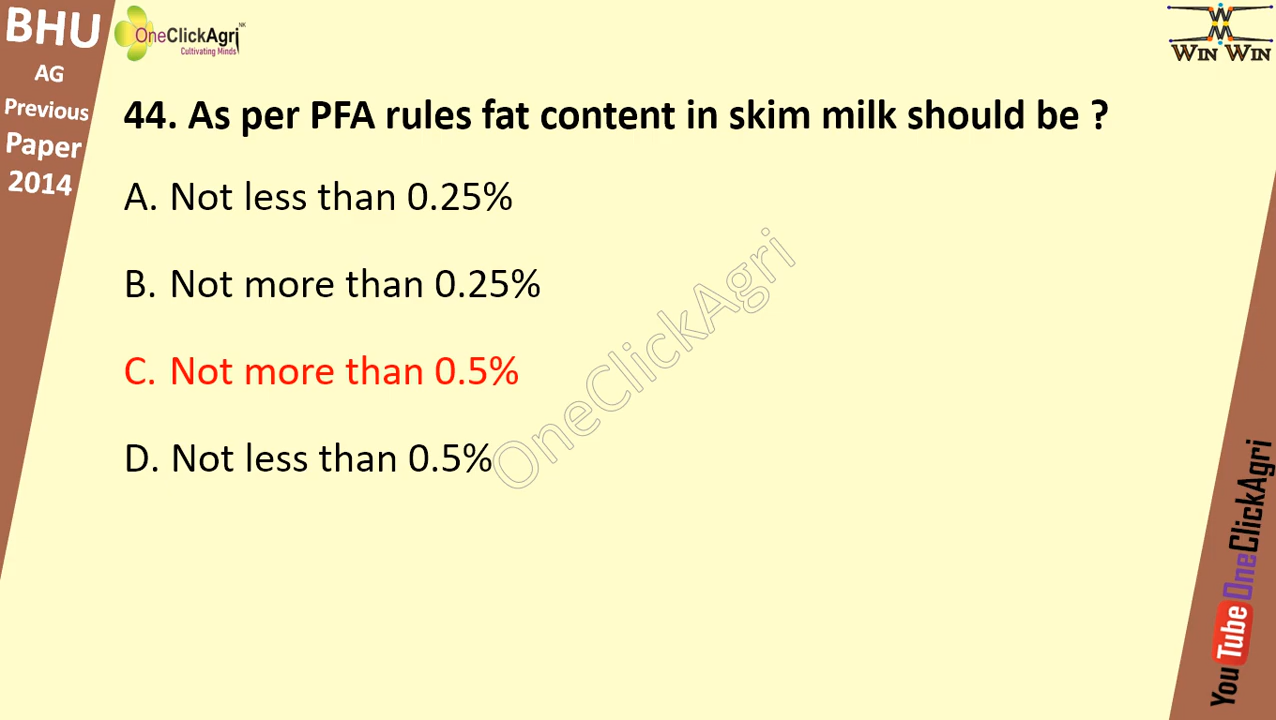 BHU
AG
Previous
Paper
2014
OneClickAgri NK
Cultivating Minds
WIN WIN
44. As per PFA rules fat content in skim milk should be ?
A. Not less than 0.25%
B. Not more than 0.25%
C. Not more than 0.5%
D. Not less than 0.5%
OneClickAgri
YouTube OneClickAgri